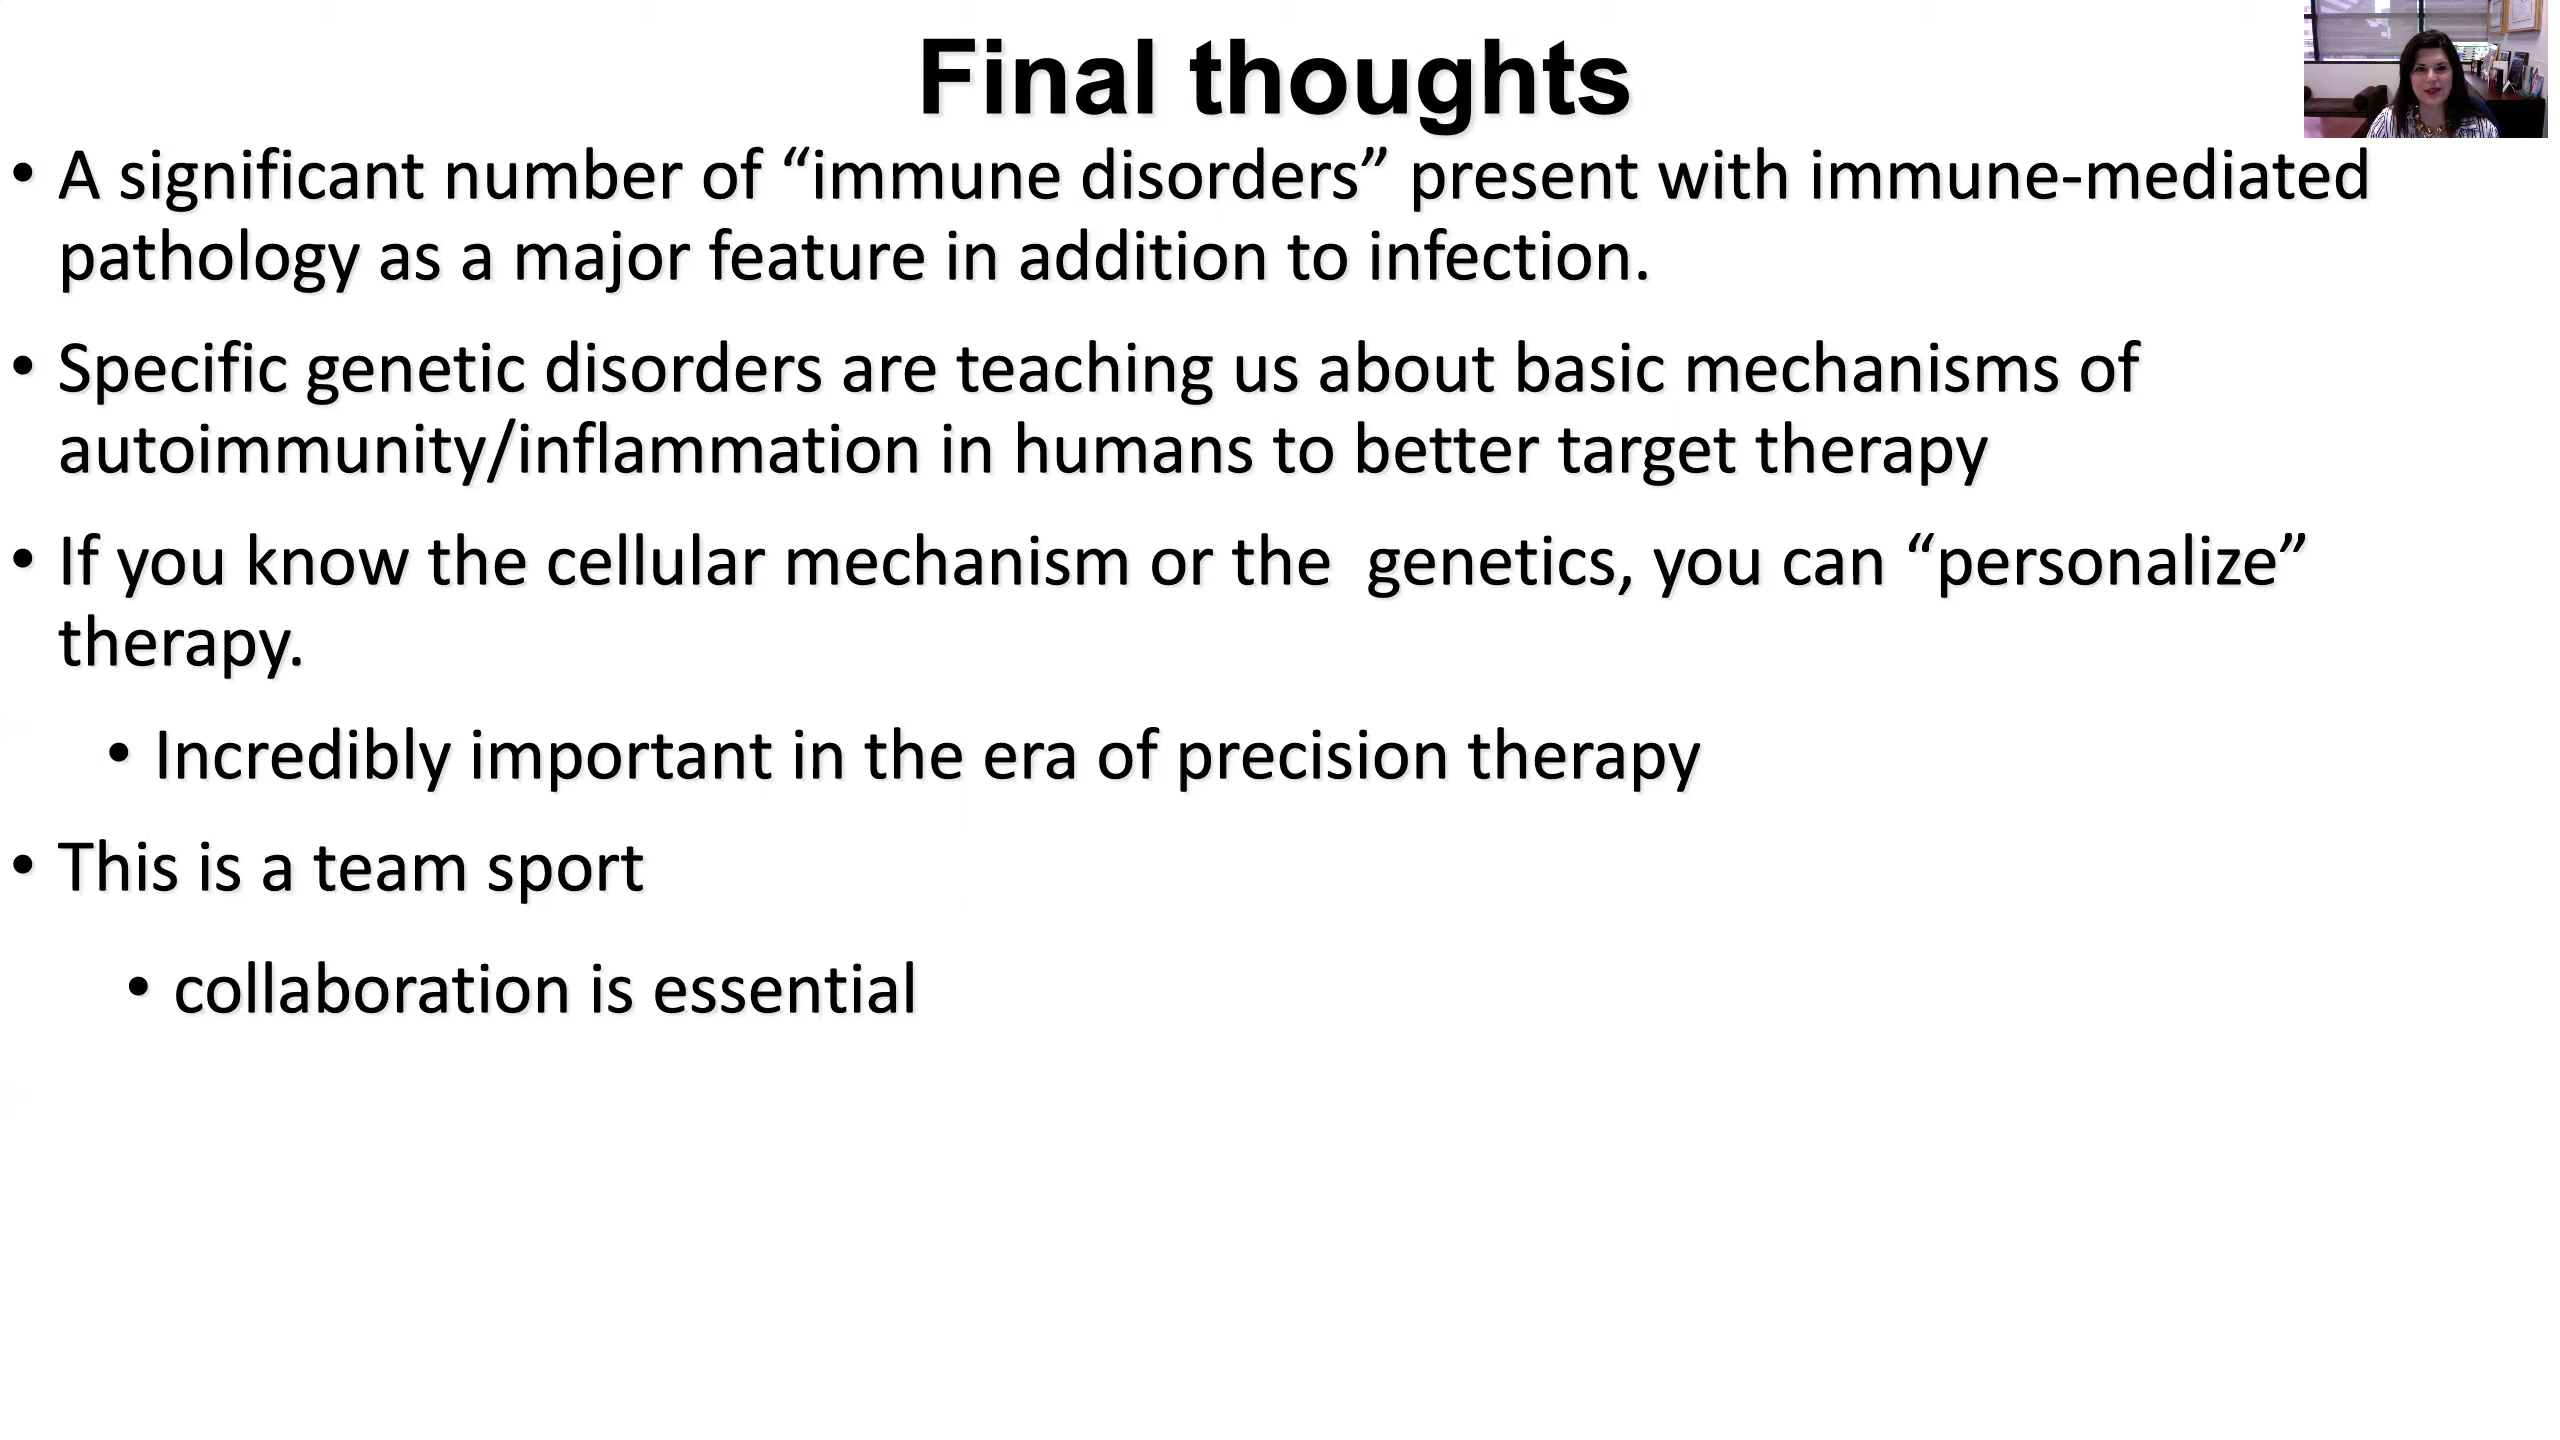 Final thoughts
• A significant number of “immune disorders” present with immune-mediated
pathology as a major feature in addition to infection.
• Specific genetic disorders are teaching us about basic mechanisms of
autoimmunity/inflammation in humans to better target therapy
• If you know the cellular mechanism or the  genetics, you can “personalize”
therapy.
• Incredibly important in the era of precision therapy
• This is a team sport
• collaboration is essential